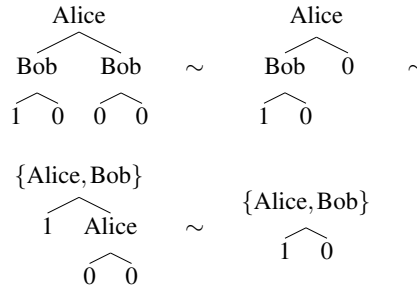 Alice Alice
Bob Bob ~ Bob 0 ~
1 0 0 0 1 0
{Alice, Bob} {Alice, Bob}
1 Alice ~ 1 0
0 0